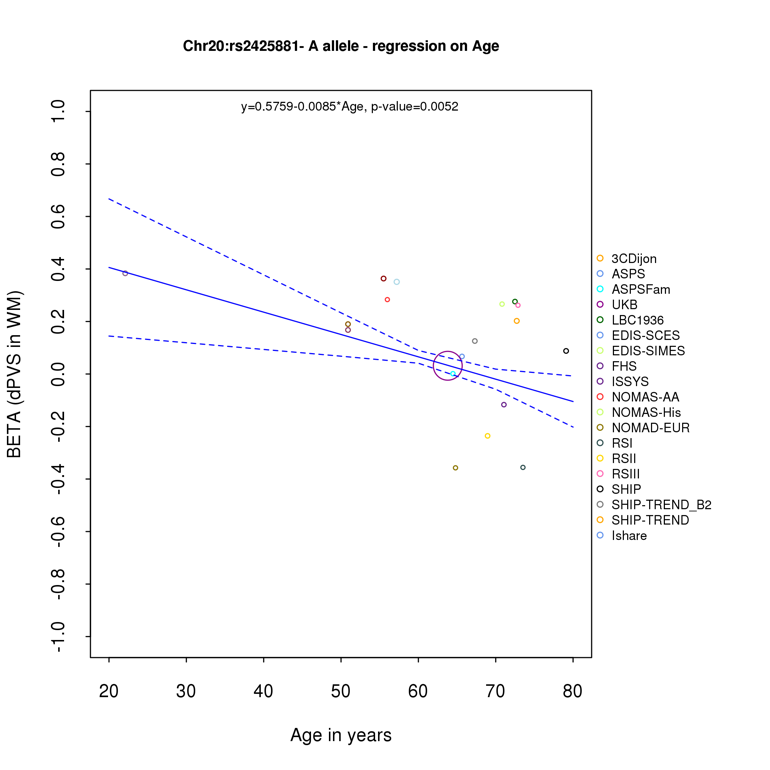 Chr20:rs2425881- A allele - regression on Age
y=0.5759-0.0085*Age, p-value=0.0052
BETA (dPVS in WM)
1.0
0.8
0.6
0.4
0.2
0.0
-0.2
-0.4
-0.6
-0.8
-1.0
20 30 40 50 60 70 80
Age in years
3CDijon
ASPS
ASPSFam
UKB
LBC1936
EDIS-SCES
EDIS-SIMES
FHS
ISSYS
NOMAS-AA
NOMAS-His
NOMAD-EUR
RSI
RSII
RSIII
SHIP
SHIP-TREND_B2
SHIP-TREND
Ishare